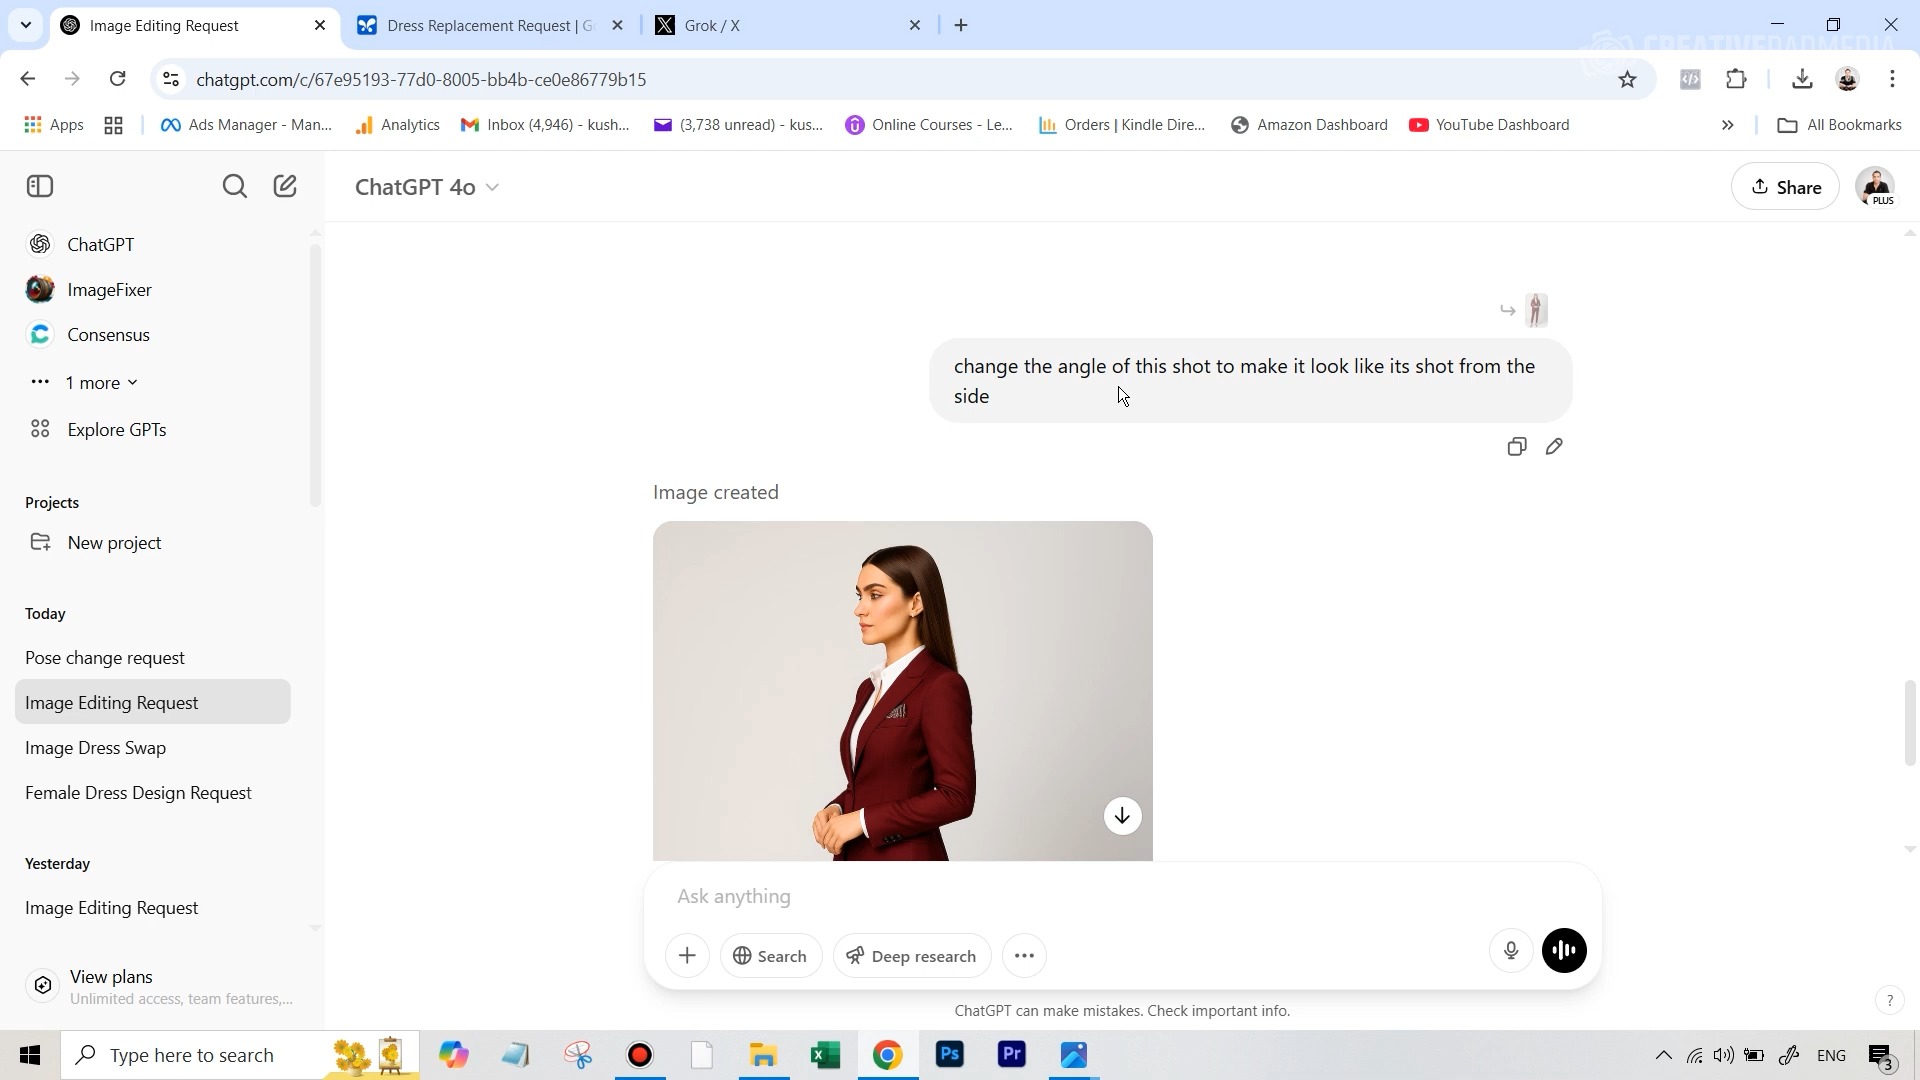 Image Editing Request
Dress Replacement Request | G
Grok / X
CREATIVEPADMEDIA
chatgpt.com/c/67e95193-77d0-8005-bb4b-ce0e86779b15
Apps
Ads Manager - Man...
Analytics
Inbox (4,946) - kush...
(3,738 unread) - kus...
Online Courses - Le...
Orders | Kindle Dire...
Amazon Dashboard
YouTube Dashboard
All Bookmarks
ChatGPT 4o
Share
PLUS
ChatGPT
ImageFixer
Consensus
1 more
Explore GPTs
Projects
New project
Today
Pose change request
Image Editing Request
Image Dress Swap
Female Dress Design Request
Yesterday
Image Editing Request
View plans
Unlimited access, team features,...
change the angle of this shot to make it look like its shot from the
side
Image created
Ask anything
Search
Deep research
ChatGPT can make mistakes. Check important info.
?
Type here to search
Ps
Pr
ENG
3